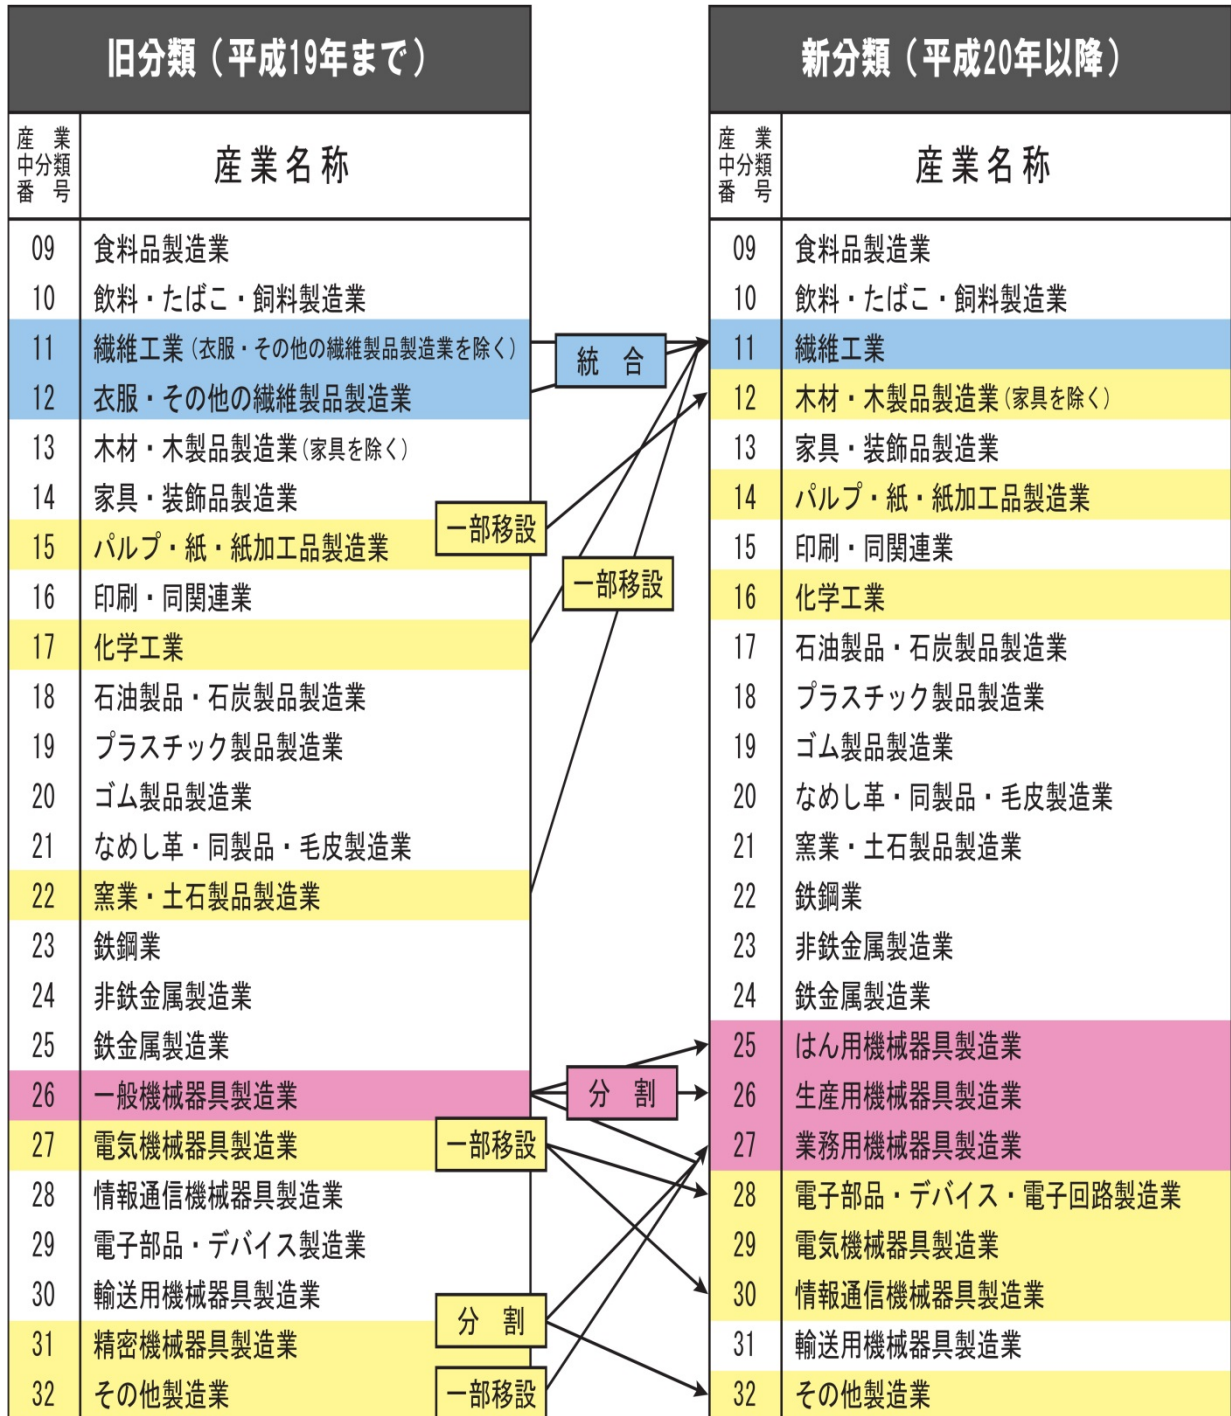 旧分類（平成19年まで）
産業中分類番号
産業名称
09 食料品製造業
10 飲料・たばこ・飼料製造業
11 繊維工業(衣服・その他の繊維製品製造業を除く)
12 衣服・その他の繊維製品製造業
13 木材・木製品製造業(家具を除く)
14 家具・装飾品製造業
15 パルプ・紙・紙加工品製造業
16 印刷・同関連業
17 化学工業
18 石油製品・石炭製品製造業
19 プラスチック製品製造業
20 ゴム製品製造業
21 なめし革・同製品・毛皮製造業
22 窯業・土石製品製造業
23 鉄鋼業
24 非鉄金属製造業
25 鉄金属製造業
26 一般機械器具製造業
27 電気機械器具製造業
28 情報通信機械器具製造業
29 電子部品・デバイス製造業
30 輸送用機械器具製造業
31 精密機械器具製造業
32 その他製造業
統合
一部移設
一部移設
分割
一部移設
分割
一部移設
新分類（平成20年以降）
産業中分類番号
産業名称
09 食料品製造業
10 飲料・たばこ・飼料製造業
11 繊維工業
12 木材・木製品製造業(家具を除く)
13 家具・装飾品製造業
14 パルプ・紙・紙加工品製造業
15 印刷・同関連業
16 化学工業
17 石油製品・石炭製品製造業
18 プラスチック製品製造業
19 ゴム製品製造業
20 なめし革・同製品・毛皮製造業
21 窯業・土石製品製造業
22 鉄鋼業
23 非鉄金属製造業
24 鉄金属製造業
25 はん用機械器具製造業
26 生産用機械器具製造業
27 業務用機械器具製造業
28 電子部品・デバイス・電子回路製造業
29 電気機械器具製造業
30 情報通信機械器具製造業
31 輸送用機械器具製造業
32 その他製造業